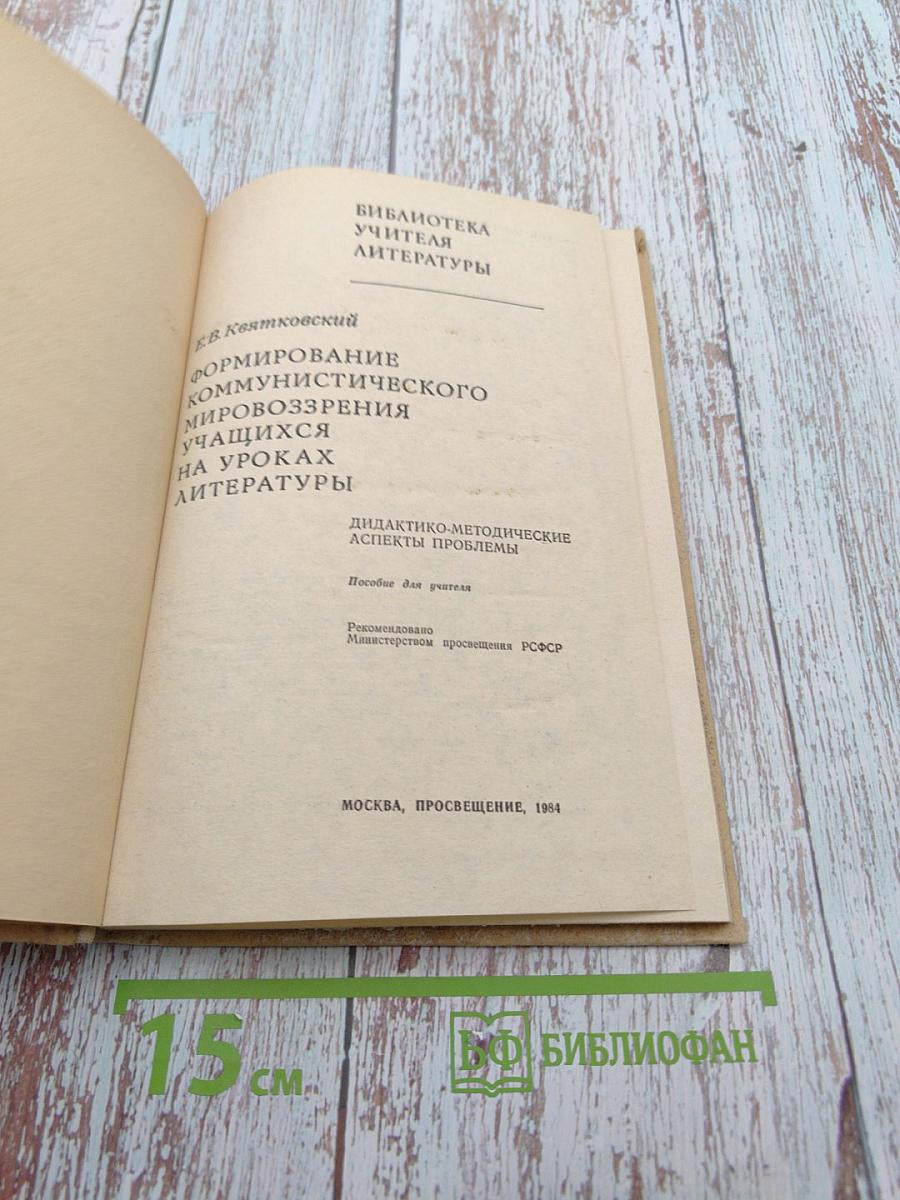 БИБЛИОТЕКА
УЧИТЕЛЯ
ЛИТЕРАТУРЫ
Е.В.Квятковский
ФОРМИРОВАНИЕ
КОММУНИСТИЧЕСКОГО
МИРОВОЗЗРЕНИЯ
УЧАЩИХСЯ
НА УРОКАХ
ЛИТЕРАТУРЫ
ДИДАКТИКО-МЕТОДИЧЕСКИЕ
АСПЕКТЫ ПРОБЛЕМЫ
Пособие для учителя
Рекомендовано
Министерством просвещения РСФСР
МОСКВА, ПРОСВЕЩЕНИЕ, 1984
15 см
БФ БИБЛИОФАН